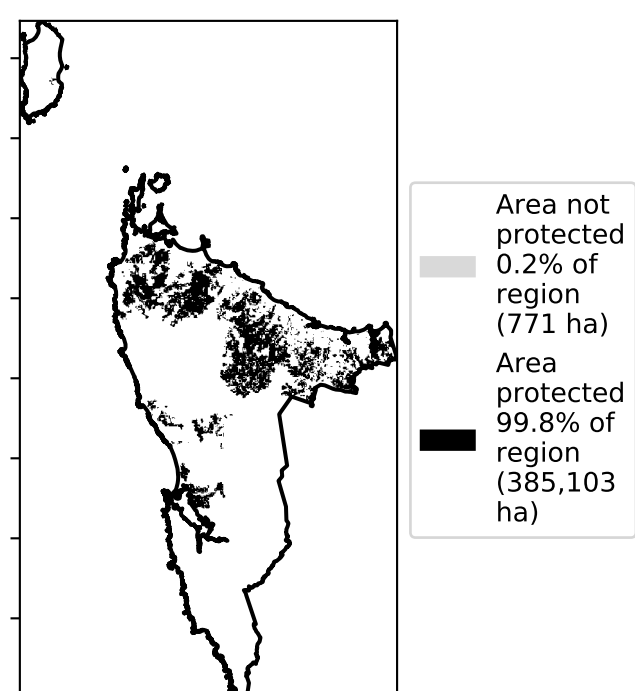 Area not
protected
0.2% of
region
(771 ha)
Area
protected
99.8% of
region
(385,103
ha)